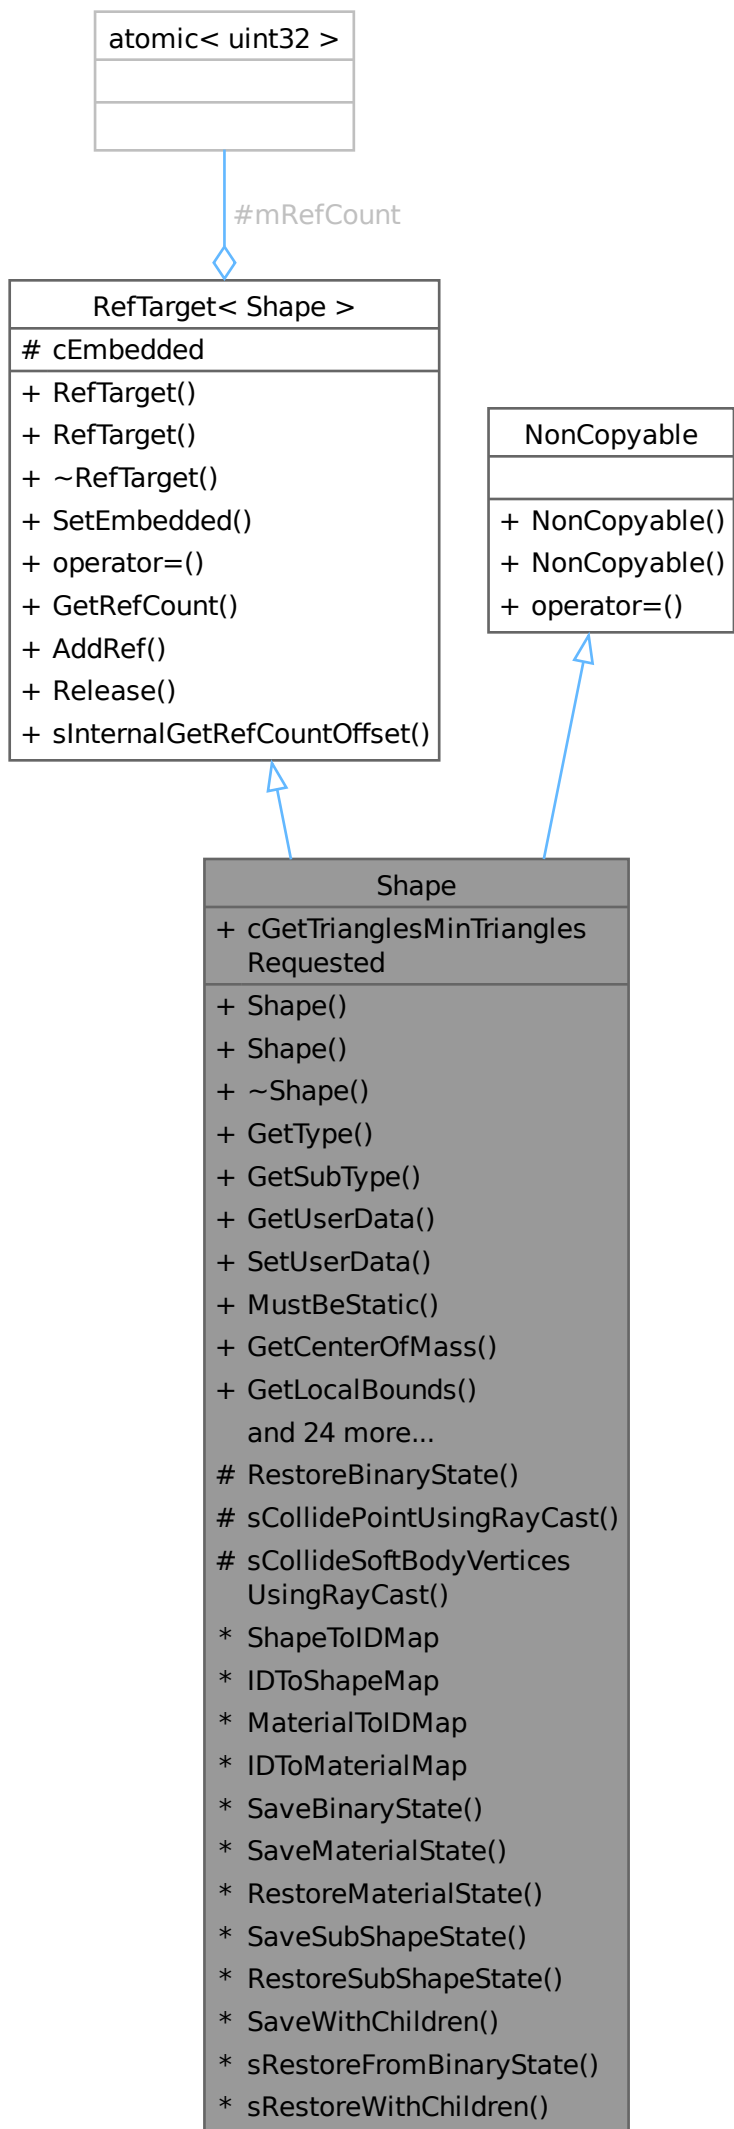 atomic< uint32 >
#mRefCount
RefTarget< Shape >
# cEmbedded
+ RefTarget()
+ RefTarget()
+ ~RefTarget()
+ SetEmbedded()
+ operator=()
+ GetRefCount()
+ AddRef()
+ Release()
+ sInternalGetRefCountOffset()
NonCopyable
+ NonCopyable()
+ NonCopyable()
+ operator=()
Shape
+ cGetTrianglesMinTriangles
Requested
+ Shape()
+ Shape()
+ ~Shape()
+ GetType()
+ GetSubType()
+ GetUserData()
+ SetUserData()
+ MustBeStatic()
+ GetCenterOfMass()
+ GetLocalBounds()
and 24 more...
# RestoreBinaryState()
# sCollidePointUsingRayCast()
# sCollideSoftBodyVertices
UsingRayCast()
* ShapeToIDMap
* IDToShapeMap
* MaterialToIDMap
* IDToMaterialMap
* SaveBinaryState()
* SaveMaterialState()
* RestoreMaterialState()
* SaveSubShapeState()
* RestoreSubShapeState()
* SaveWithChildren()
* sRestoreFromBinaryState()
* sRestoreWithChildren()